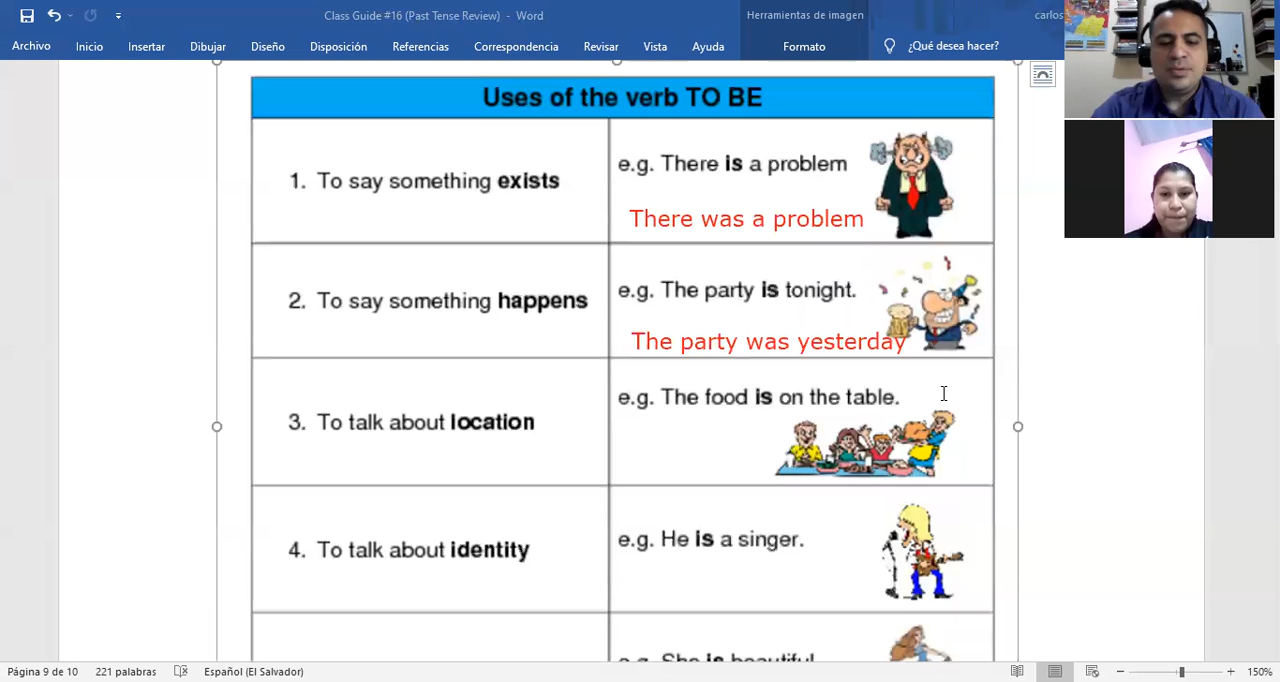 Class Guide #16 (Past Tense Review) - Word
Herramientas de imagen
carlos
Archivo Inicio Insertar Dibujar Diseño Disposición Referencias Correspondencia Revisar Vista Ayuda Formato ¿Qué desea hacer?
Uses of the verb TO BE
1. To say something exists
e.g. There is a problem
There was a problem
2. To say something happens
e.g. The party is tonight.
The party was yesterday
3. To talk about location
e.g. The food is on the table.
4. To talk about identity
e.g. He is a singer.
e.g. She is beautiful
Página 9 de 10 221 palabras Español (El Salvador) 150%